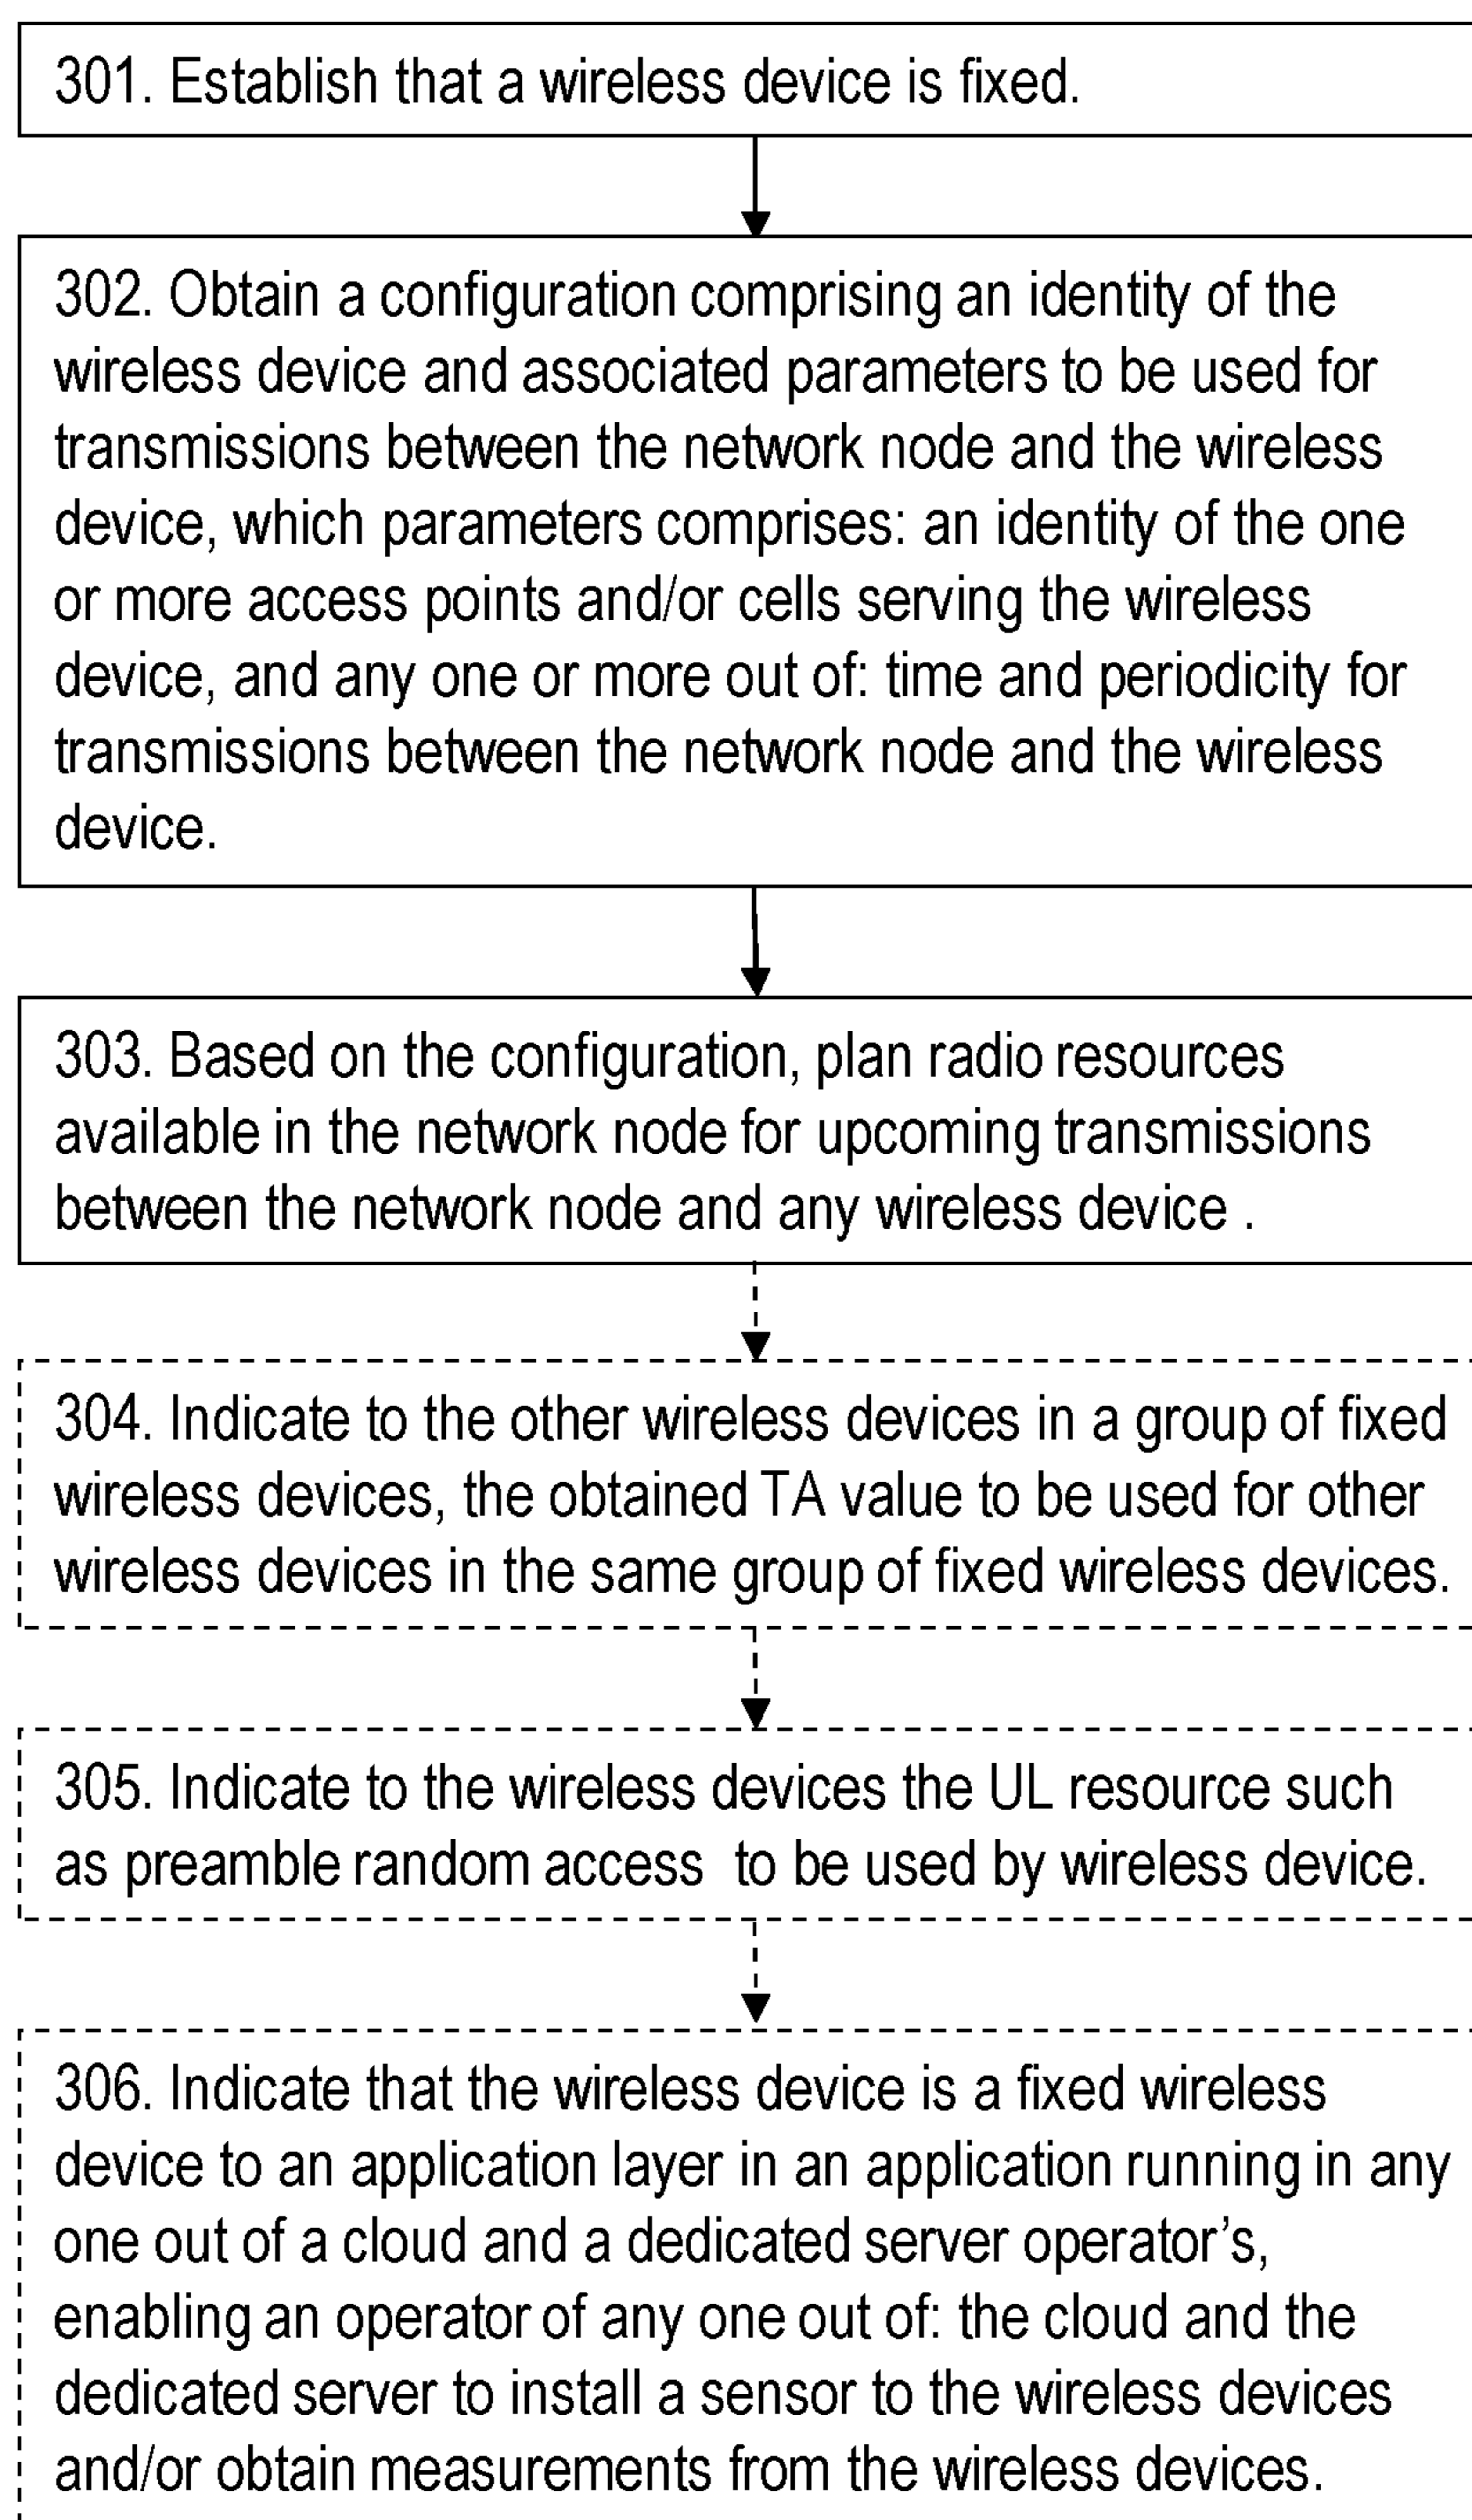 301. Establish that a wireless device is fixed.
302. Obtain a configuration comprising an identity of the
wireless device and associated parameters to be used for
transmissions between the network node and the wireless
device, which parameters comprises: an identity of the one
or more access points and/or cells serving the wireless
device, and any one or more out of: time and periodicity for
transmissions between the network node and the wireless
device.
303. Based on the configuration, plan radio resources
available in the network node for upcoming transmissions
between the network node and any wireless device .
304. Indicate to the other wireless devices in a group of fixed
wireless devices, the obtained TA value to be used for other
wireless devices in the same group of fixed wireless devices.
305. Indicate to the wireless devices the UL resource such
as preamble random access  to be used by wireless device.
306. Indicate that the wireless device is a fixed wireless
device to an application layer in an application running in any
one out of a cloud and a dedicated server operator’s,
enabling an operator of any one out of: the cloud and the
dedicated server to install a sensor to the wireless devices
and/or obtain measurements from the wireless devices.